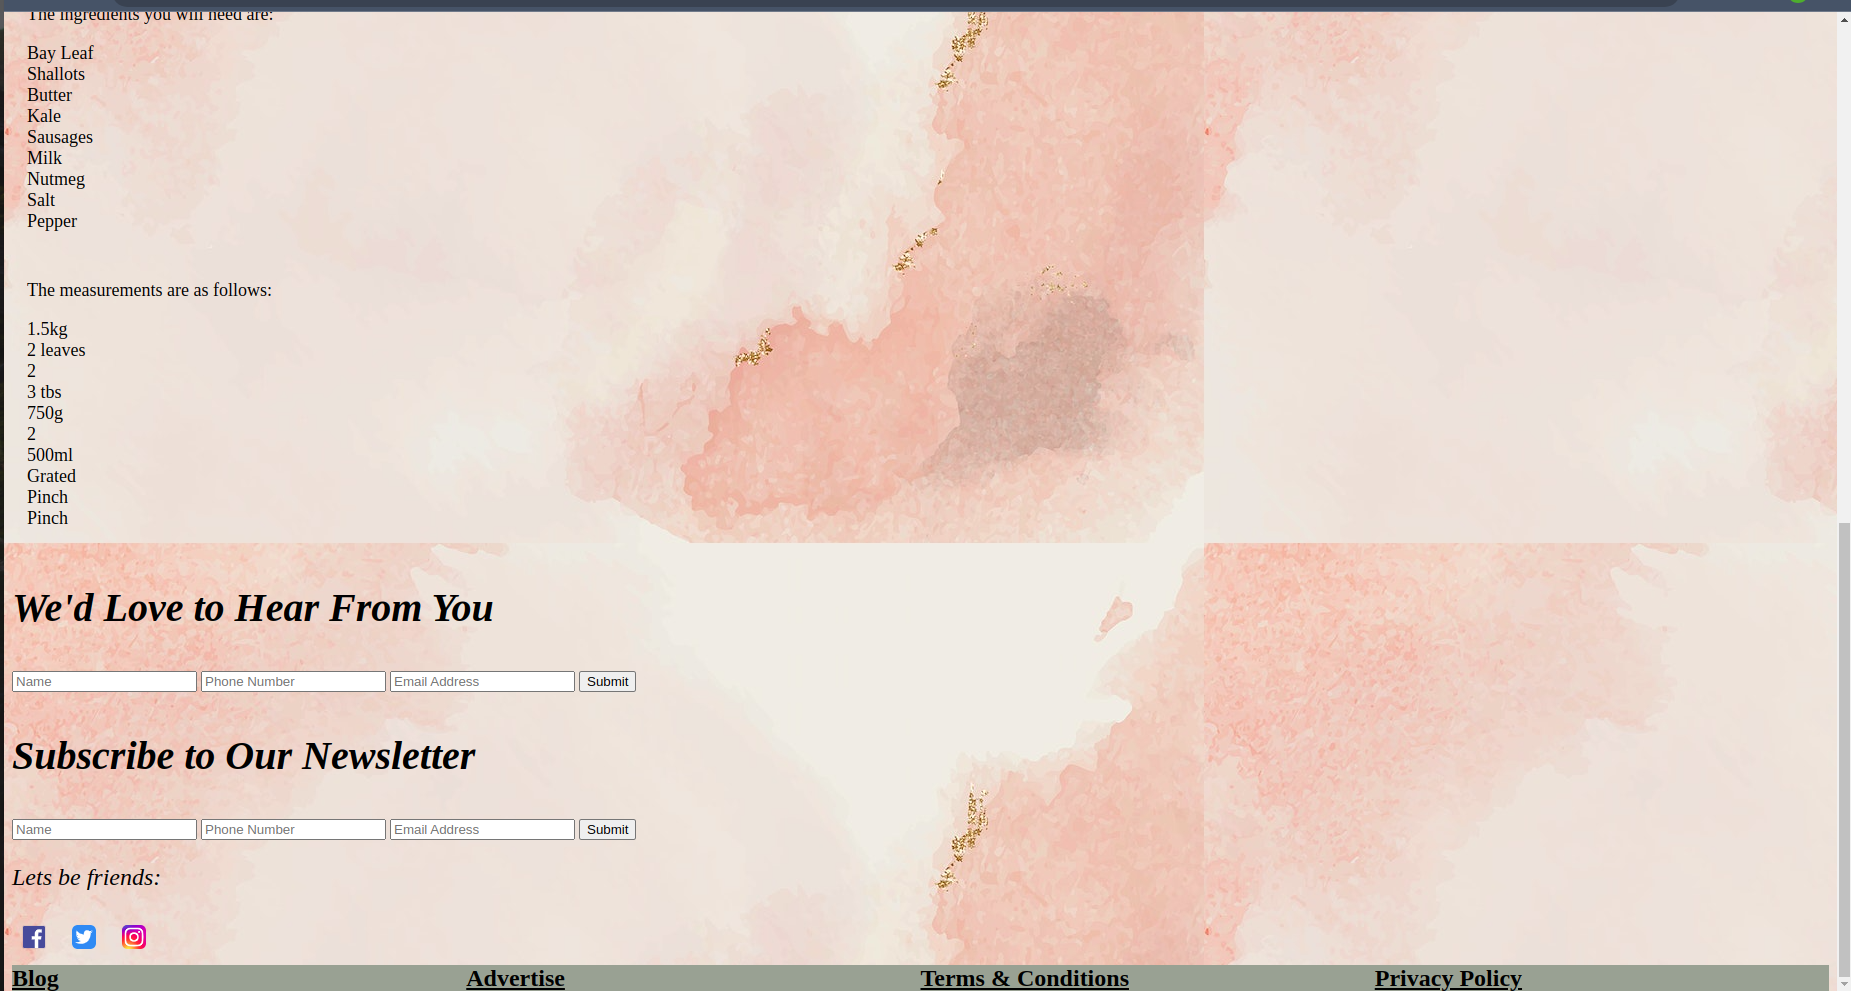 The ingredients you will need are:
Bay Leaf
Shallots
Butter
Kale
Sausages
Milk
Nutmeg
Salt
Pepper
The measurements are as follows:
1.5kg
2 leaves
2
3 tbs
750g
2
500ml
Grated
Pinch
Pinch
We'd Love to Hear From You
Name Phone Number Email Address Submit
Subscribe to Our Newsletter
Name Phone Number Email Address Submit
Lets be friends:
Blog Advertise Terms & Conditions Privacy Policy